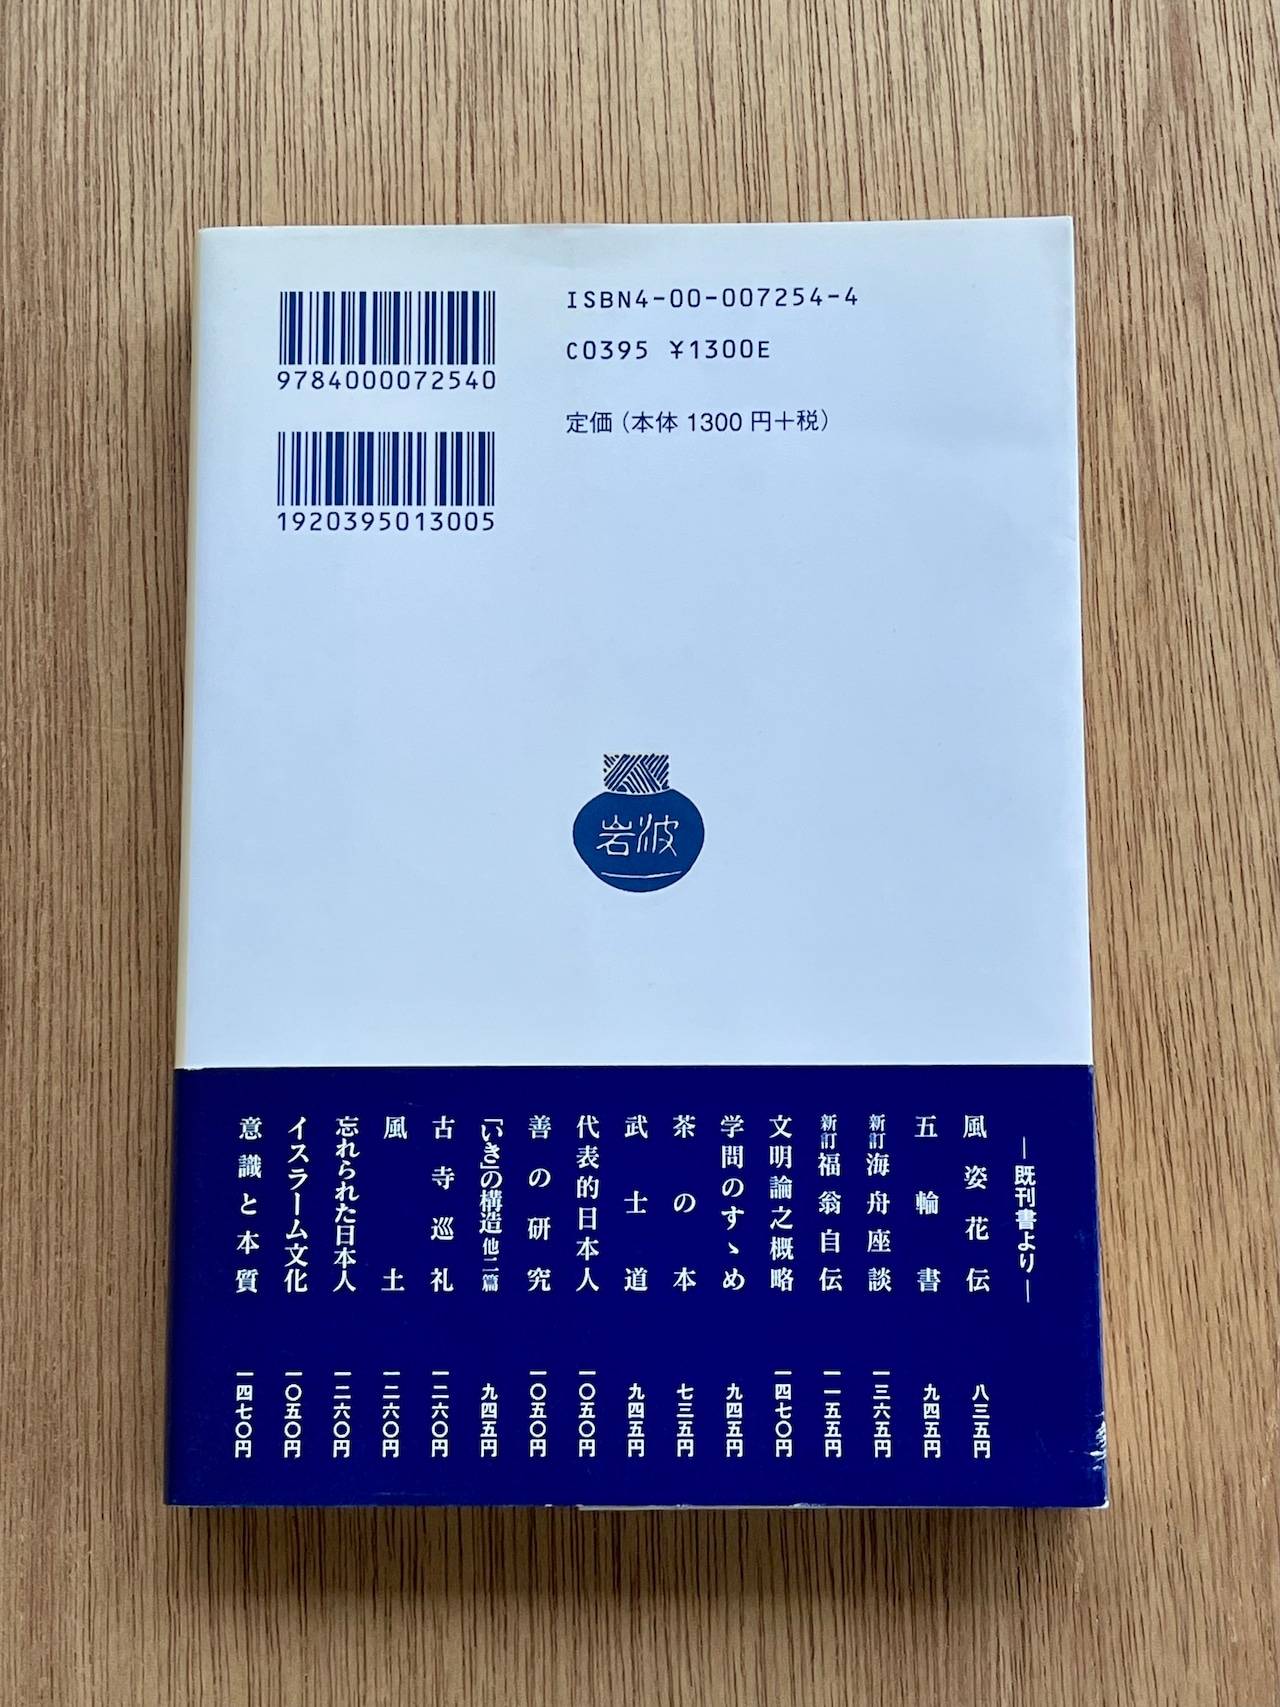 9784000072540
1920395013005
ISBN4-00-007254-4
C0395 ¥1300E
定価（本体 1300 円＋税）
岩波
―既刊書より―
風姿花伝 八三五円
五輪書 九四五円
新訂 海舟座談 一三六五円
新訂 福翁自伝 一一五五円
文明論之概略 一四七〇円
学問のすゝめ 九四五円
茶の本 七三五円
武士道 九四五円
代表的日本人 一〇五〇円
善の研究 一〇五〇円
「いき」の構造 他二篇 九四五円
古寺巡礼 一二六〇円
風土 一二六〇円
忘れられた日本人 一二六〇円
イスラーム文化 一〇五〇円
意識と本質 一四七〇円